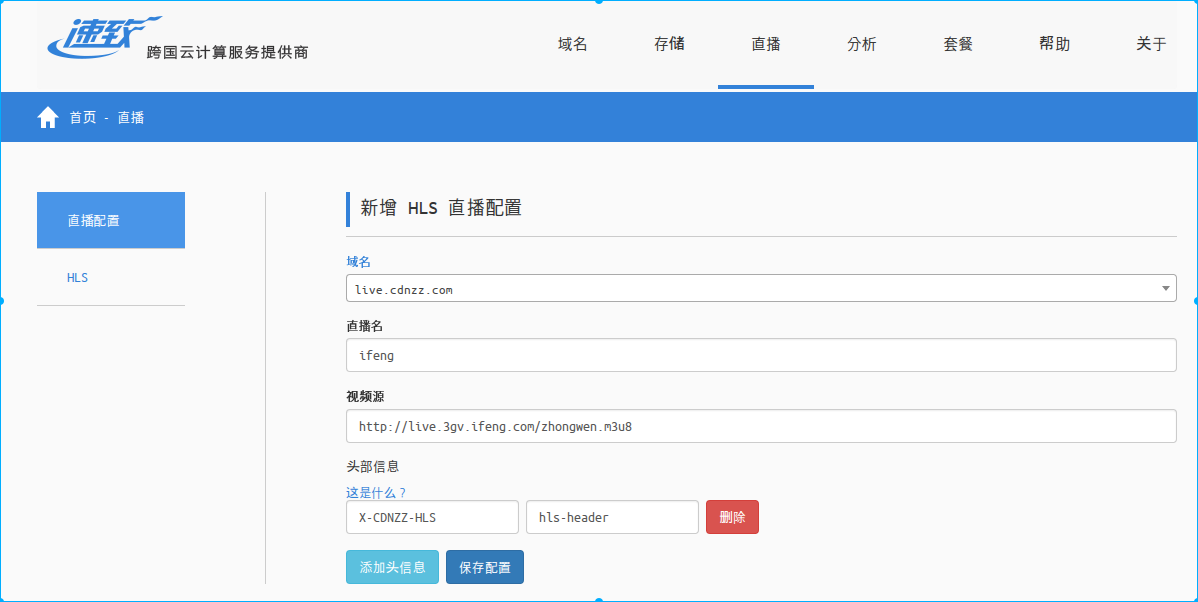 速致 跨国云计算服务提供商
域名 存储 直播 分析 套餐 帮助 关于
首页 - 直播
直播配置
HLS
新增 HLS 直播配置
域名
live.cdnzz.com
直播名
ifeng
视频源
http://live.3gv.ifeng.com/zhongwen.m3u8
头部信息
这是什么？
X-CDNZZ-HLS hls-header 删除
添加头信息 保存配置